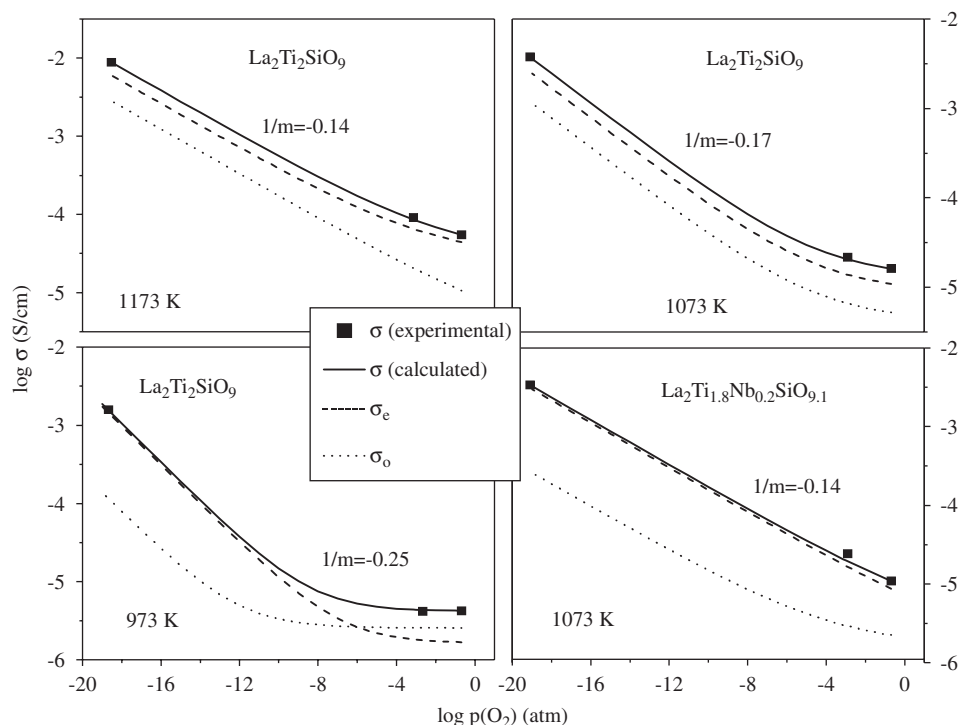 La₂Ti₂SiO₉
1/m=-0.14
1173 K
-2
-3
-4
-5
La₂Ti₂SiO₉
1/m=-0.17
1073 K
-2
-3
-4
-5
log σ (S/cm)
σ (experimental)
σ (calculated)
σₑ
σₒ
La₂Ti₂SiO₉
1/m=-0.25
973 K
-2
-3
-4
-5
-6
-20 -16 -12 -8 -4 0
La₂Ti₁.₈Nb₀.₂SiO₉.₁
1/m=-0.14
1073 K
-2
-3
-4
-5
-6
-20 -16 -12 -8 -4 0
log p(O₂) (atm)